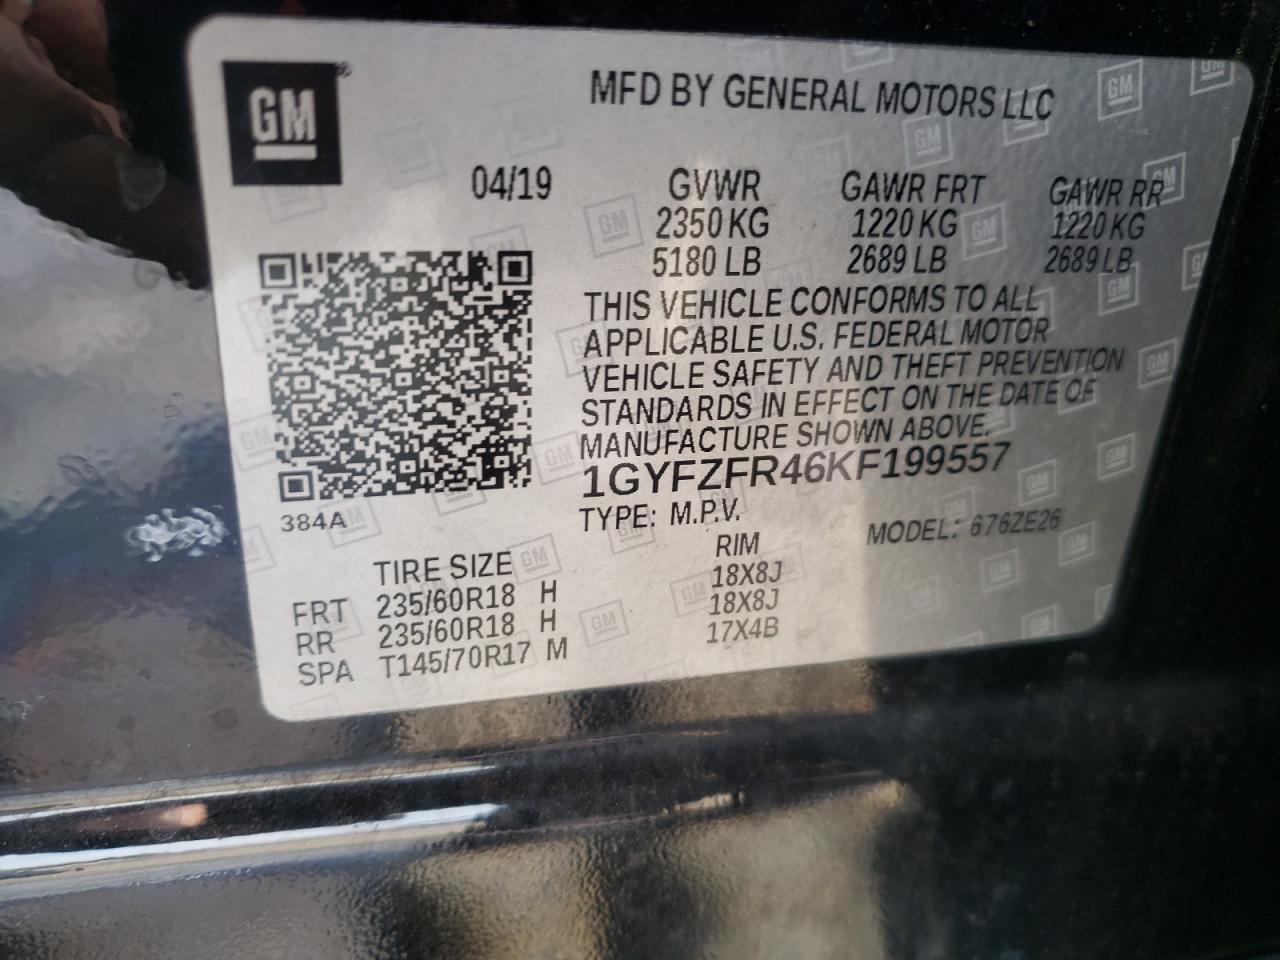 GM
MFD BY GENERAL MOTORS LLC
04/19 GVWR GAWR FRT GAWR RR
2350 KG 1220 KG 1220 KG
5180 LB 2689 LB 2689 LB
THIS VEHICLE CONFORMS TO ALL
APPLICABLE U.S. FEDERAL MOTOR
VEHICLE SAFETY AND THEFT PREVENTION
STANDARDS IN EFFECT ON THE DATE OF
MANUFACTURE SHOWN ABOVE.
1GYFZFR46KF199557
384A
TYPE: M.P.V. MODEL: 676ZE26
TIRE SIZE RIM
FRT 235/60R18 H 18X8J
RR 235/60R18 H 18X8J
SPA T145/70R17 M 17X4B